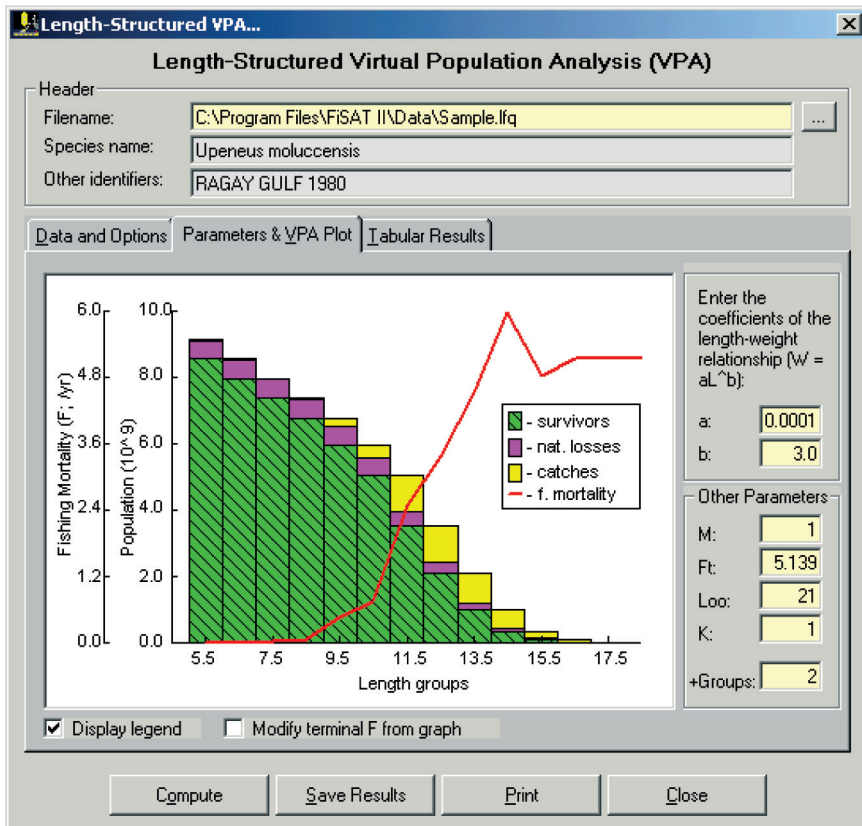 Length-Structured VPA...
Length-Structured Virtual Population Analysis (VPA)
Header
Filename: C:\Program Files\FiSAT II\Data\Sample.lfq ...
Species name: Upeneus moluccensis
Other identifiers: RAGAY GULF 1980
Data and Options Parameters & VPA Plot Tabular Results
Fishing Mortality (F; /yr)
6.0
4.8
3.6
2.4
1.2
0.0
Population (10^9)
10.0
8.0
6.0
4.0
2.0
0.0
- survivors
- nat. losses
- catches
- f. mortality
5.5 7.5 9.5 11.5 13.5 15.5 17.5
Length groups
Enter the
coefficients of the
length-weight
relationship (W =
aL^b):
a: 0.0001
b: 3.0
Other Parameters
M: 1
Ft: 5.139
Loo: 21
K: 1
+Groups: 2
Display legend Modify terminal F from graph
Compute Save Results Print Close